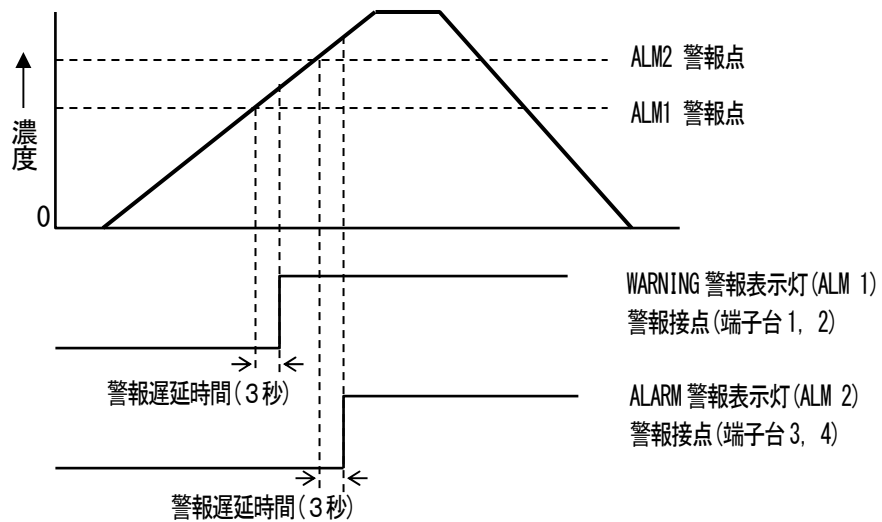 ALM2 警報点
ALM1 警報点
濃度
0
WARNING 警報表示灯(ALM 1)
警報接点(端子台1, 2)
警報遅延時間(3秒)
ALARM 警報表示灯(ALM 2)
警報接点(端子台3, 4)
警報遅延時間(3秒)